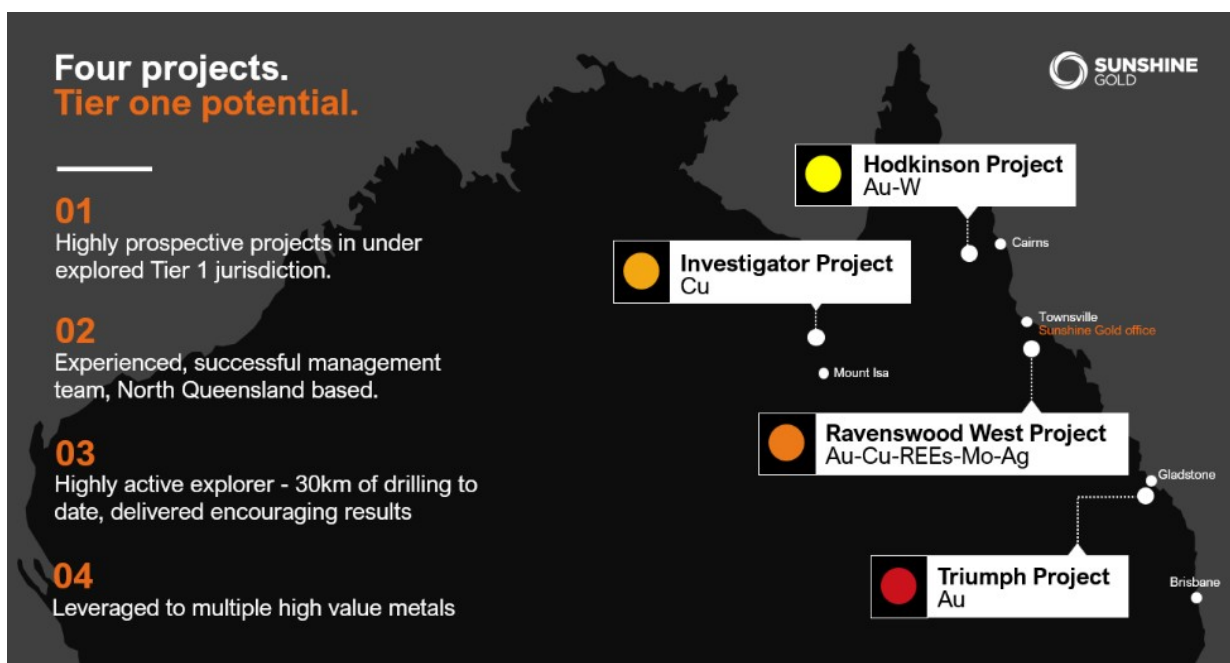 Four projects.
Tier one potential.
SUNSHINE
GOLD
01
Highly prospective projects in under
explored Tier 1 jurisdiction.
02
Experienced, successful management
team, North Queensland based.
03
Highly active explorer - 30km of drilling to
date, delivered encouraging results
04
Leveraged to multiple high value metals
Hodkinson Project
Au-W
Cairns
Investigator Project
Cu
Mount Isa
Townsville
Sunshine Gold office
Ravenswood West Project
Au-Cu-REEs-Mo-Ag
Gladstone
Triumph Project
Au
Brisbane